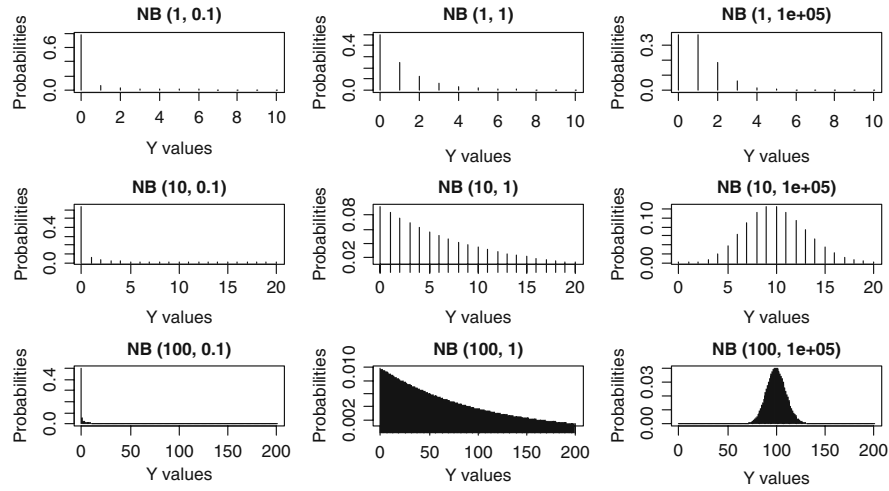 NB (1, 0.1)
Probabilities
0.0 0.6
0 2 4 6 8 10
Y values
NB (1, 1)
Probabilities
0.0 0.4
0 2 4 6 8 10
Y values
NB (1, 1e+05)
Probabilities
0.0 0.3
0 2 4 6 8 10
Y values
NB (10, 0.1)
Probabilities
0.0 0.4
0 5 10 15 20
Y values
NB (10, 1)
Probabilities
0.02 0.08
0 5 10 15 20
Y values
NB (10, 1e+05)
Probabilities
0.00 0.10
0 5 10 15 20
Y values
NB (100, 0.1)
Probabilities
0.0 0.4
0 50 100 150 200
Y values
NB (100, 1)
Probabilities
0.002 0.010
0 50 100 150 200
Y values
NB (100, 1e+05)
Probabilities
0.00 0.03
0 50 100 150 200
Y values